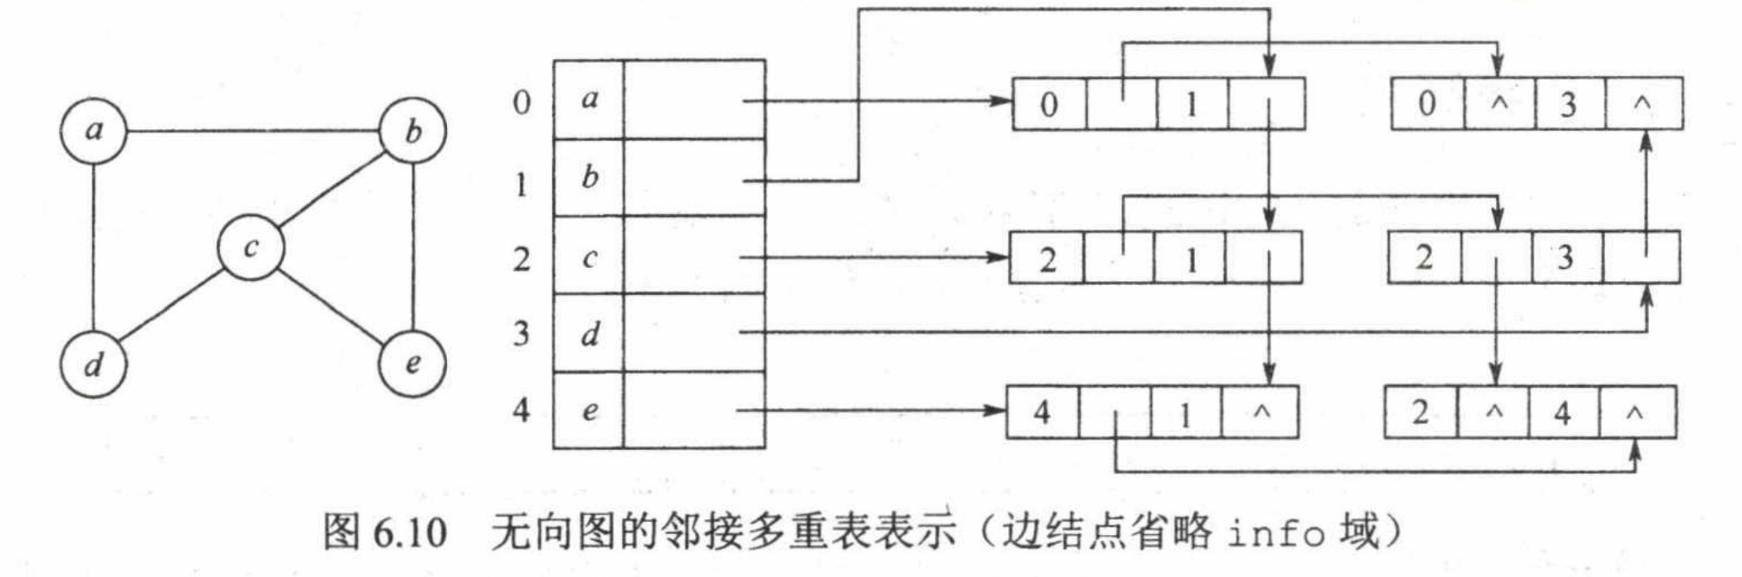 a b
c
d e
0 a 0 1 0 ^ 3 ^
1 b
2 c 2 1 2 3
3 d
4 e 4 1 ^ 2 ^ 4 ^
图 6.10 无向图的邻接多重表表示（边结点省略 info 域）